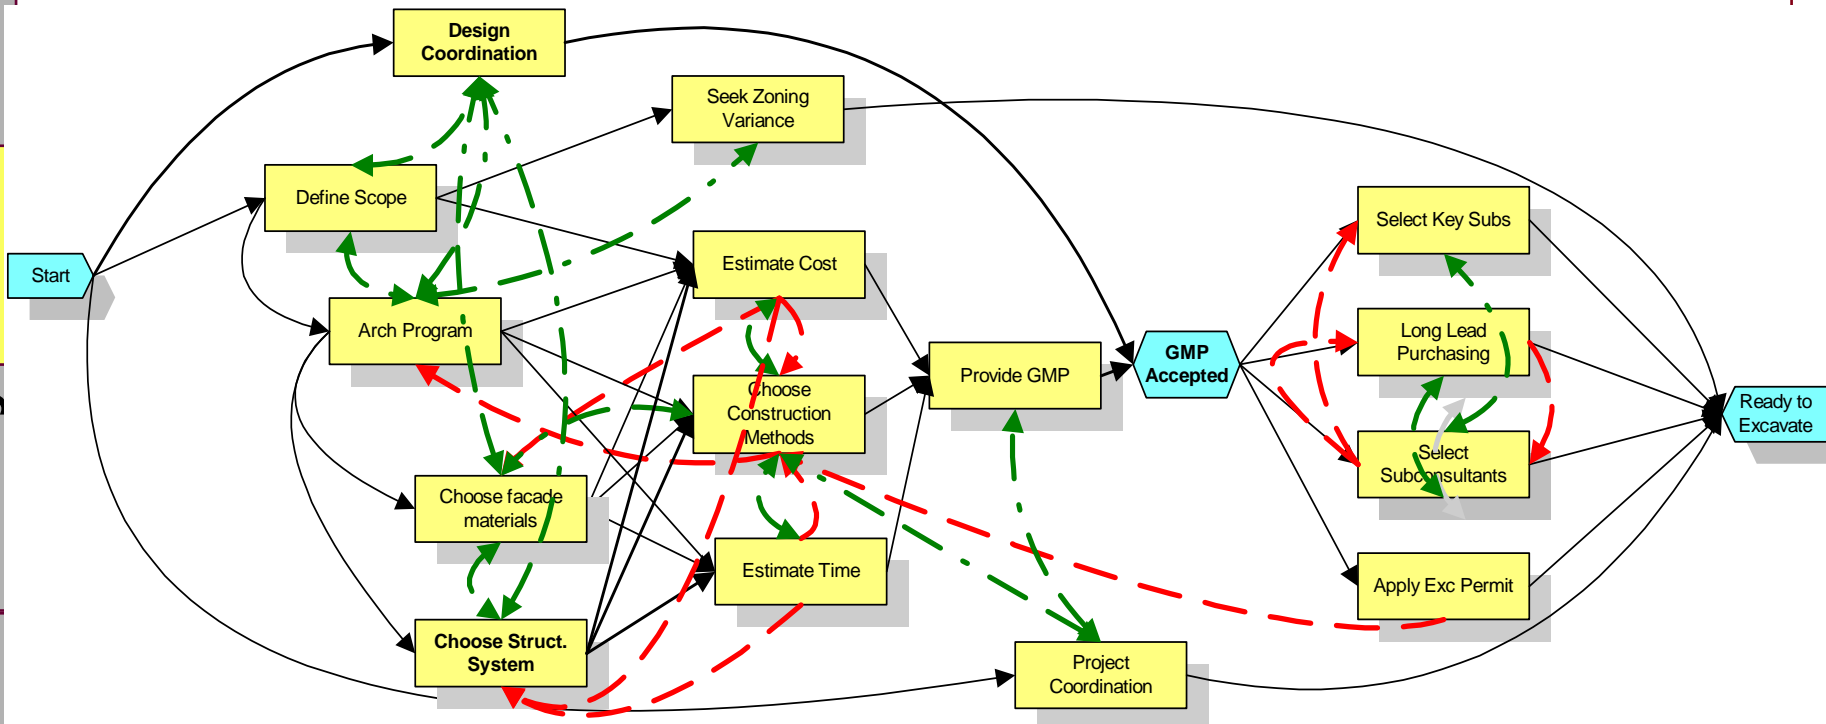 Design
Coordination
Seek Zoning
Variance
Define Scope
Select Key Subs
Start
Estimate Cost
Arch Program
Long Lead
Purchasing
GMP
Accepted
Provide GMP
Choose
Construction
Methods
Ready to
Excavate
Select
Subconsultants
Choose facade
materials
Estimate Time
Apply Exc Permit
Choose Struct.
System
Project
Coordination